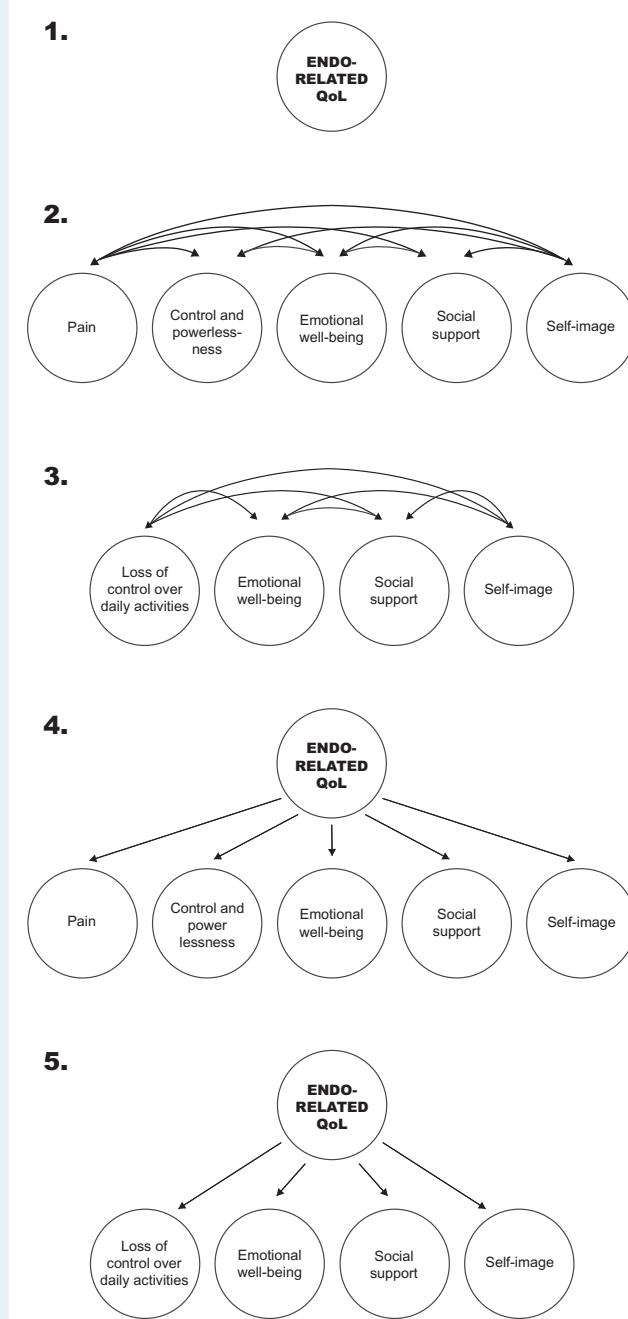 1.
ENDO-
RELATED
QoL
2.
Pain
Control and
powerless-
ness
Emotional
well-being
Social
support
Self-image
3.
Loss of
control over
daily activities
Emotional
well-being
Social
support
Self-image
4.
ENDO-
RELATED
QoL
Pain
Control and
power
lessness
Emotional
well-being
Social
support
Self-image
5.
ENDO-
RELATED
QoL
Loss of
control over
daily activities
Emotional
well-being
Social
support
Self-image